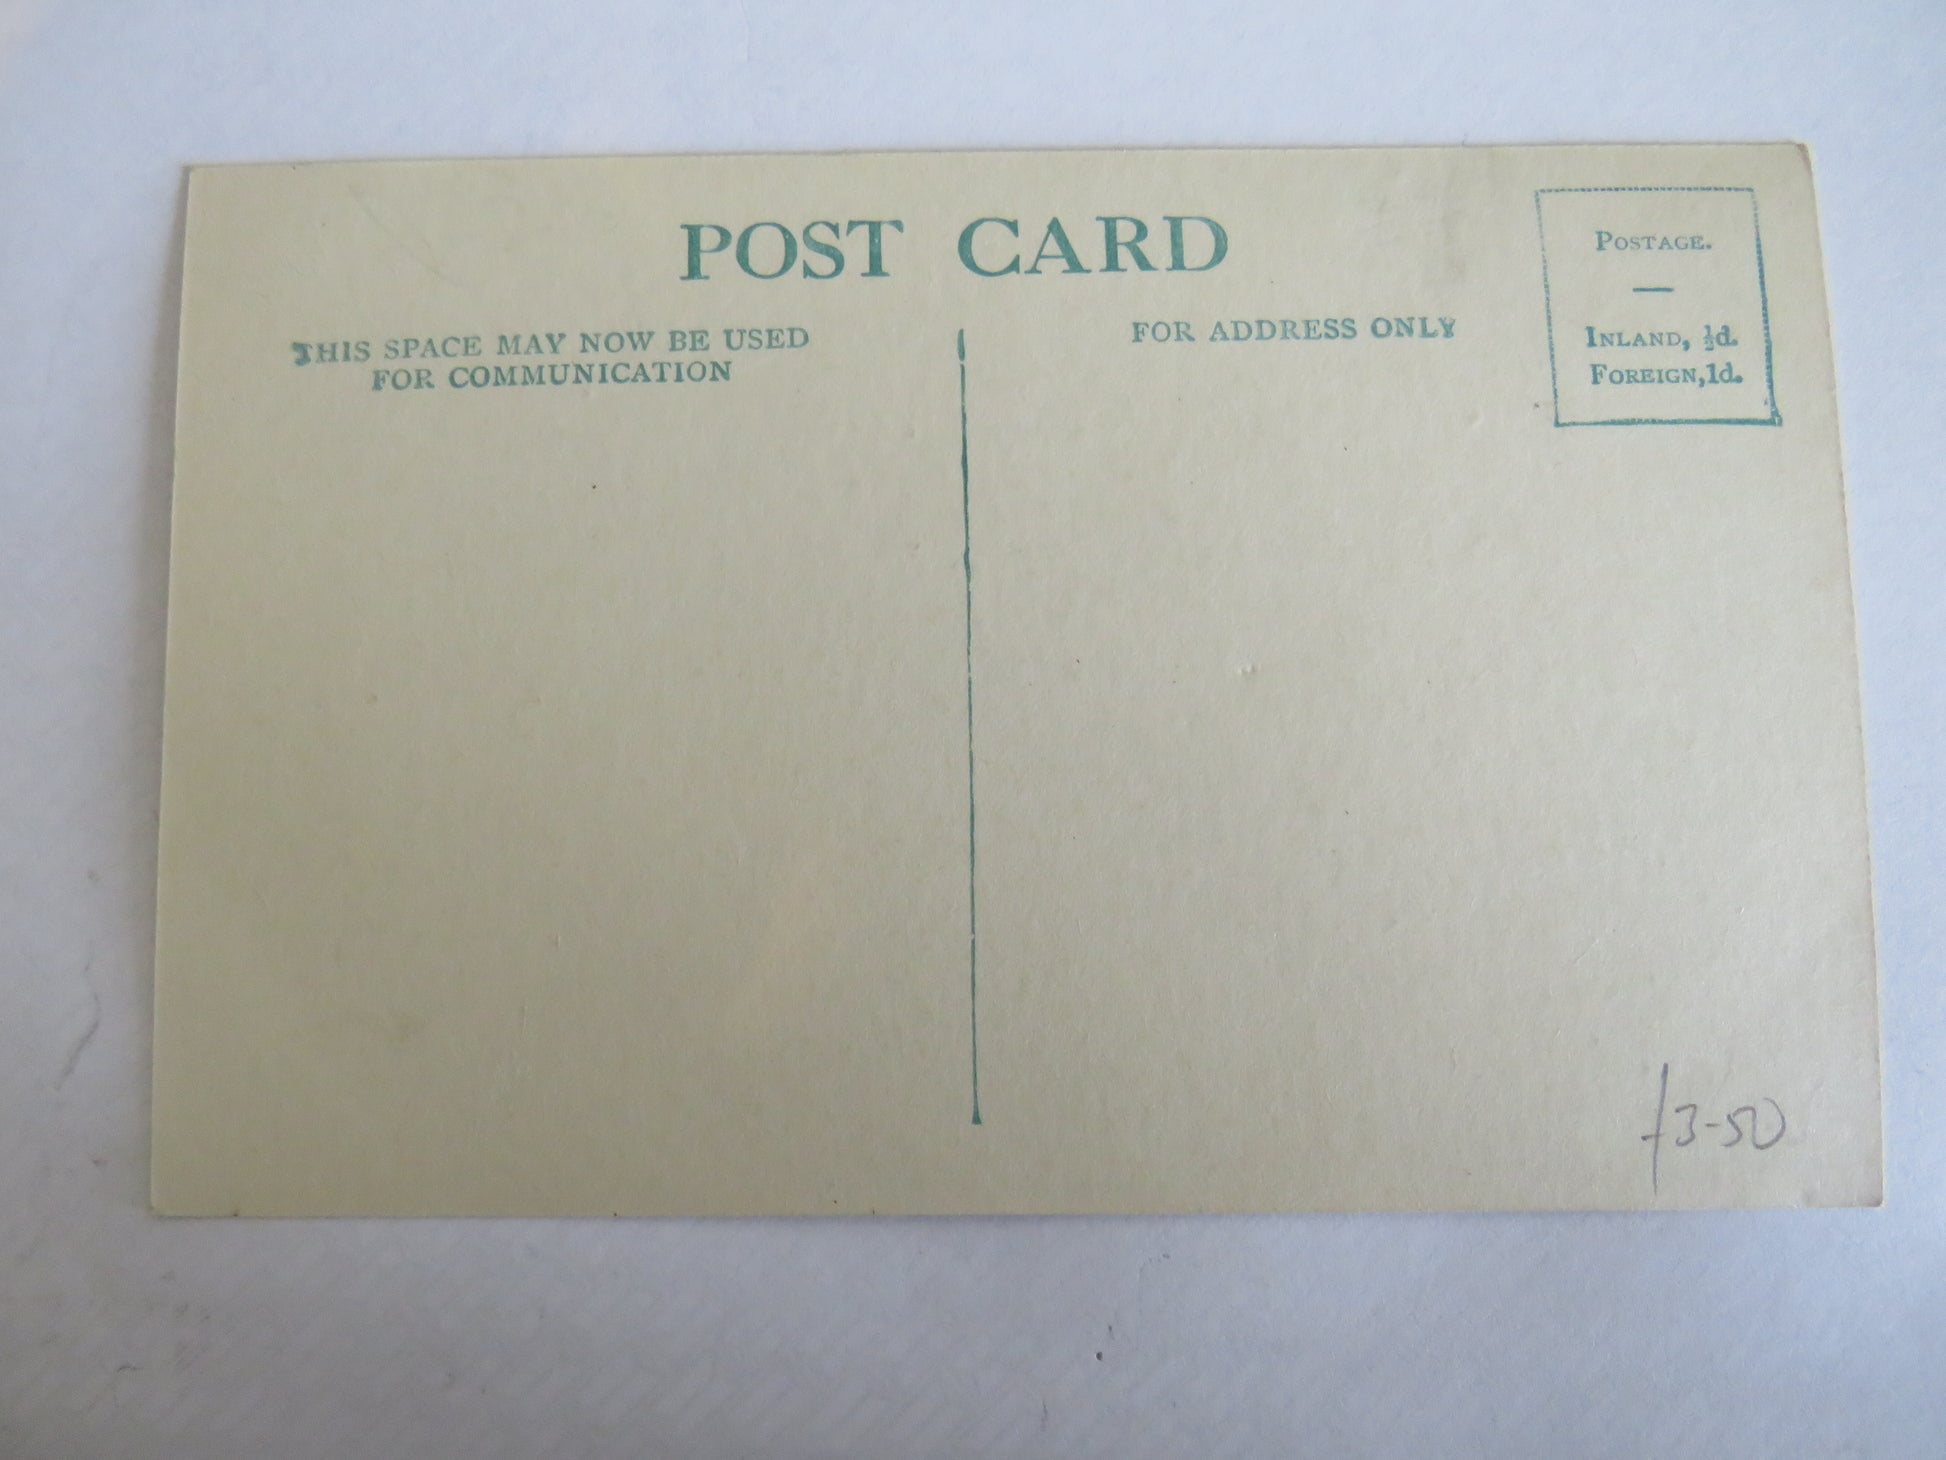 POST CARD
THIS SPACE MAY NOW BE USED
FOR COMMUNICATION
FOR ADDRESS ONLY
POSTAGE.
—
INLAND, ½d.
FOREIGN, 1d.
£3-50